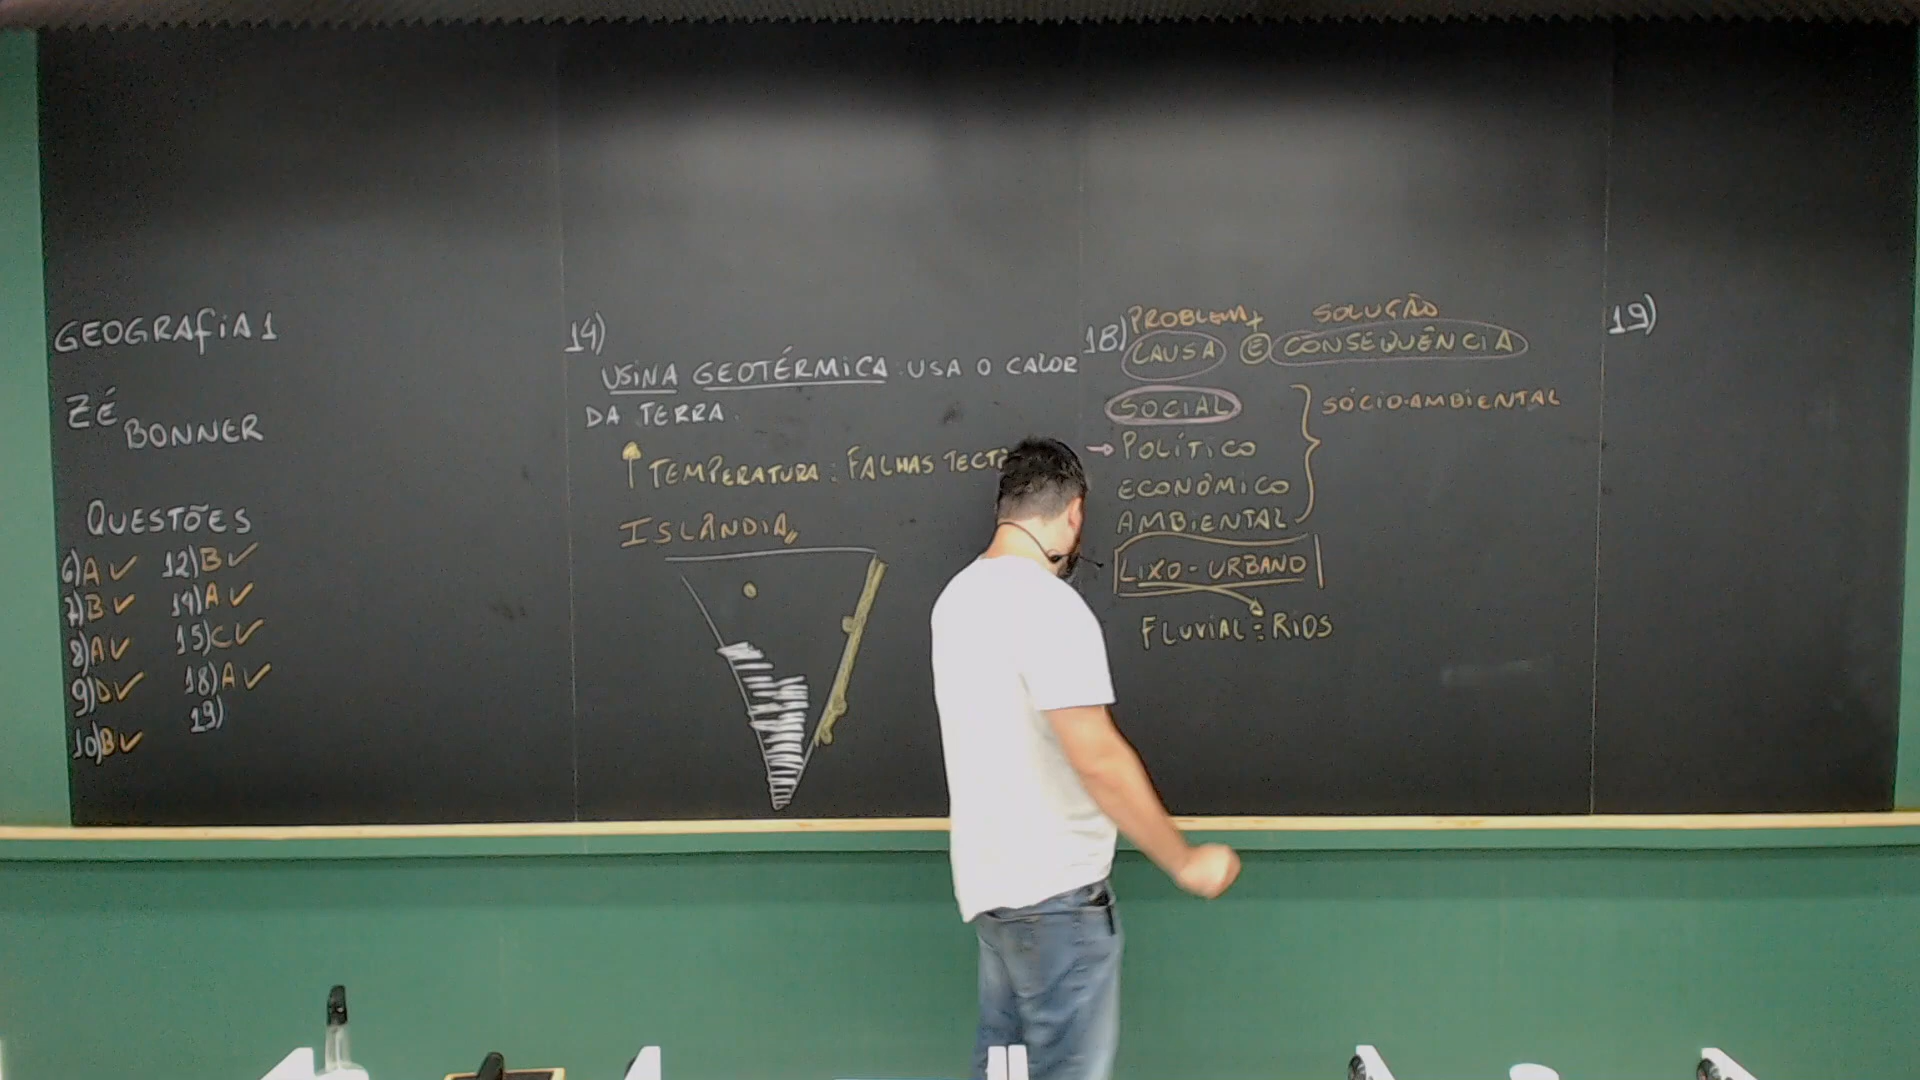 GEOGRAFIA 1
ZÉ
BONNER
QUESTÕES
6) A ✓
7) B ✓
8) A ✓
9) D ✓
10) B ✓
12) B ✓
14) A ✓
15) C ✓
18) A ✓
19)
14)
USINA GEOTÉRMICA: USA O CALOR
DA TERRA.
↑ TEMPERATURA: FALHAS
ISLÂNDIA
18) PROBLEMA + SOLUÇÃO
CAUSA E CONSEQUÊNCIA
SOCIAL
→ POLÍTICO
ECONÔMICO
AMBIENTAL
SÓCIO-AMBIENTAL
LIXO-URBANO
FLUVIAL: RIOS
19)